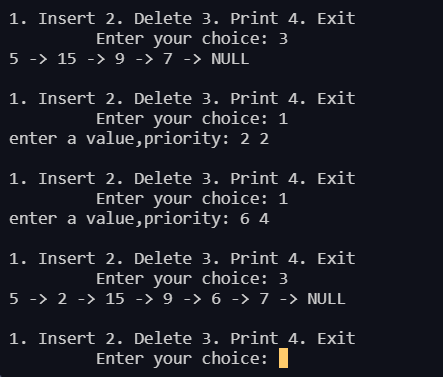 1. Insert 2. Delete 3. Print 4. Exit
Enter your choice: 3
5 -> 15 -> 9 -> 7 -> NULL
1. Insert 2. Delete 3. Print 4. Exit
Enter your choice: 1
enter a value,priority: 2 2
1. Insert 2. Delete 3. Print 4. Exit
Enter your choice: 1
enter a value,priority: 6 4
1. Insert 2. Delete 3. Print 4. Exit
Enter your choice: 3
5 -> 2 -> 15 -> 9 -> 6 -> 7 -> NULL
1. Insert 2. Delete 3. Print 4. Exit
Enter your choice: